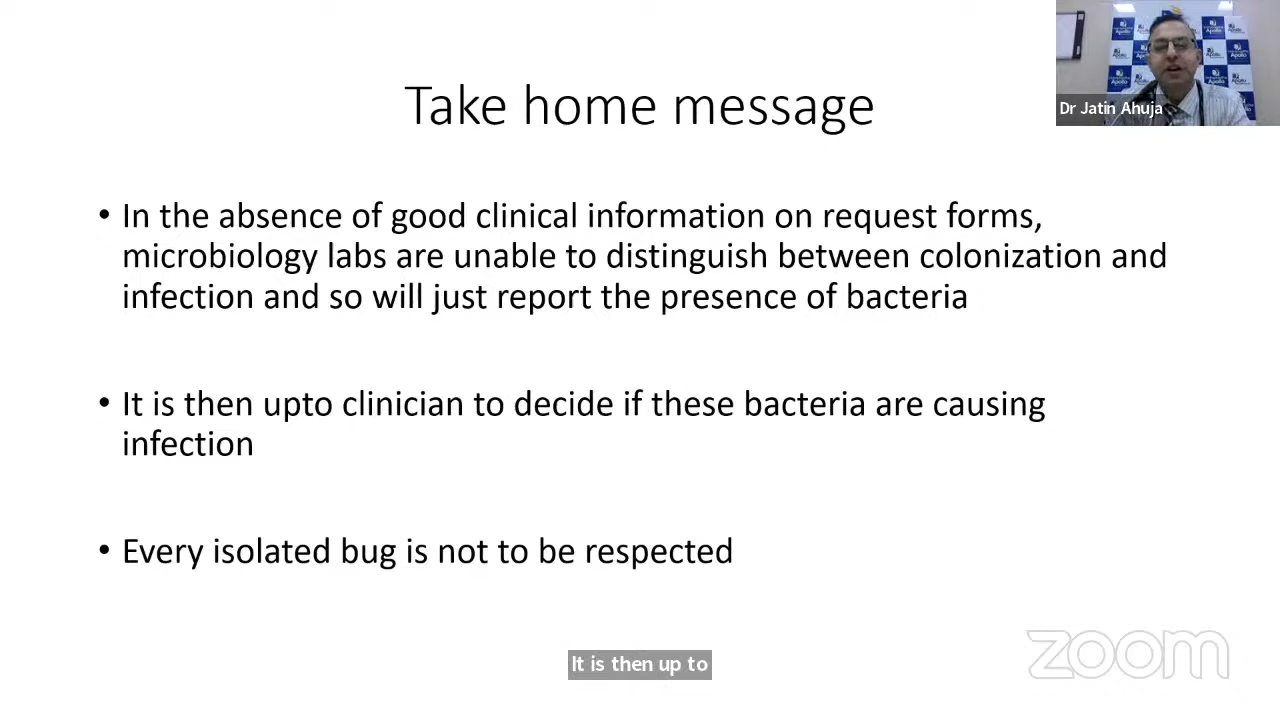 Take home message
Dr Jatin Ahuja
• In the absence of good clinical information on request forms,
microbiology labs are unable to distinguish between colonization and
infection and so will just report the presence of bacteria
• It is then upto clinician to decide if these bacteria are causing
infection
• Every isolated bug is not to be respected
It is then up to
zoom